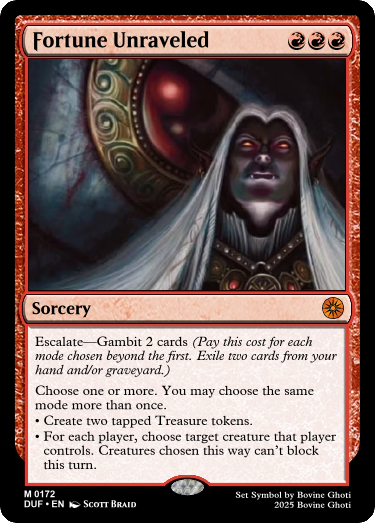 Fortune Unraveled
Sorcery
Escalate—Gambit 2 cards (Pay this cost for each
mode chosen beyond the first. Exile two cards from your
hand and/or graveyard.)
Choose one or more. You may choose the same
mode more than once.
• Create two tapped Treasure tokens.
• For each player, choose target creature that player
controls. Creatures chosen this way can't block
this turn.
M 0172
DUF • EN Scott Braid
Set Symbol by Bovine Ghoti
2025 Bovine Ghoti